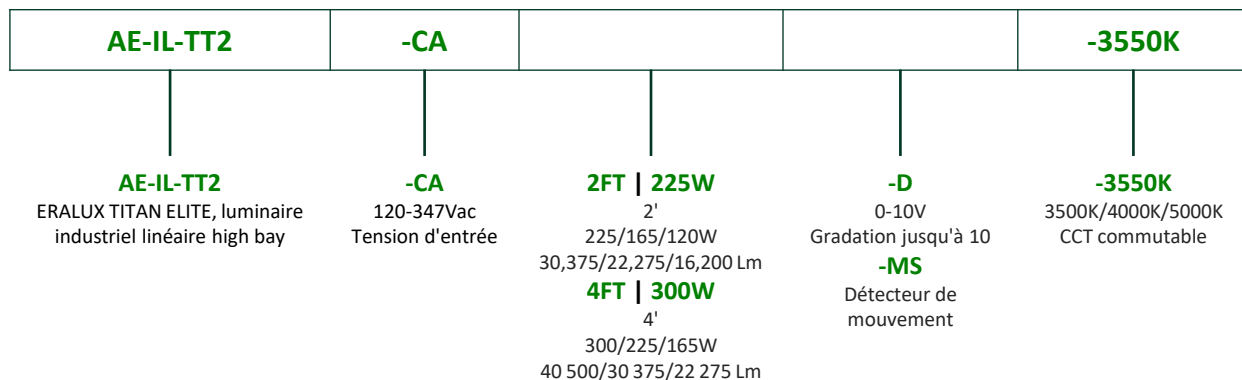 AE-IL-TT2
-CA
-3550K
AE-IL-TT2
ERALUX TITAN ELITE, luminaire
industriel linéaire high bay
-CA
120-347Vac
Tension d'entrée
2FT | 225W
2'
225/165/120W
30,375/22,275/16,200 Lm
4FT | 300W
4'
300/225/165W
40 500/30 375/22 275 Lm
-D
0-10V
Gradation jusqu'à 10
-MS
Détecteur de
mouvement
-3550K
3500K/4000K/5000K
CCT commutable